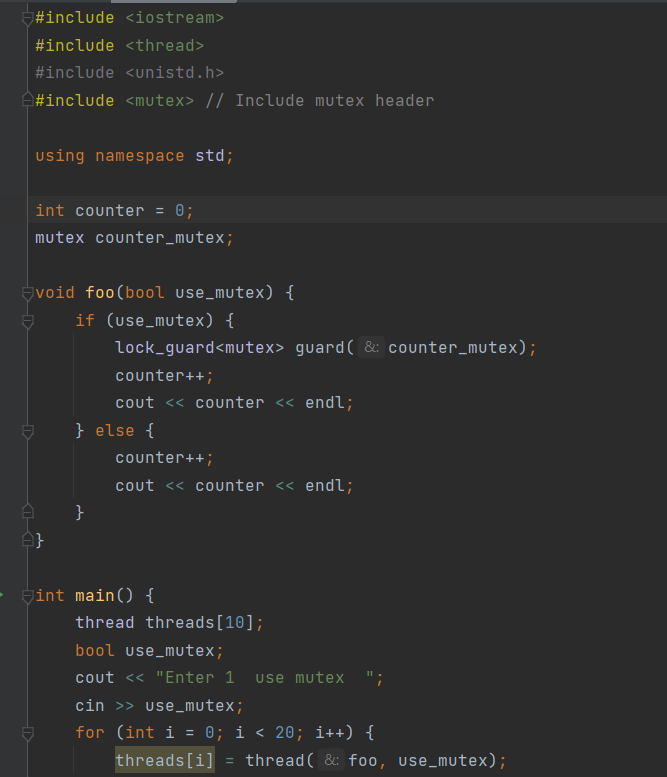 #include <iostream>
#include <thread>
#include <unistd.h>
#include <mutex> // Include mutex header
using namespace std;
int counter = 0;
mutex counter_mutex;
void foo(bool use_mutex) {
if (use_mutex) {
lock_guard<mutex> guard( &: counter_mutex);
counter++;
cout << counter << endl;
} else {
counter++;
cout << counter << endl;
}
}
int main() {
thread threads[10];
bool use_mutex;
cout << "Enter 1  use mutex  ";
cin >> use_mutex;
for (int i = 0; i < 20; i++) {
threads[i] = thread( &: foo, use_mutex);